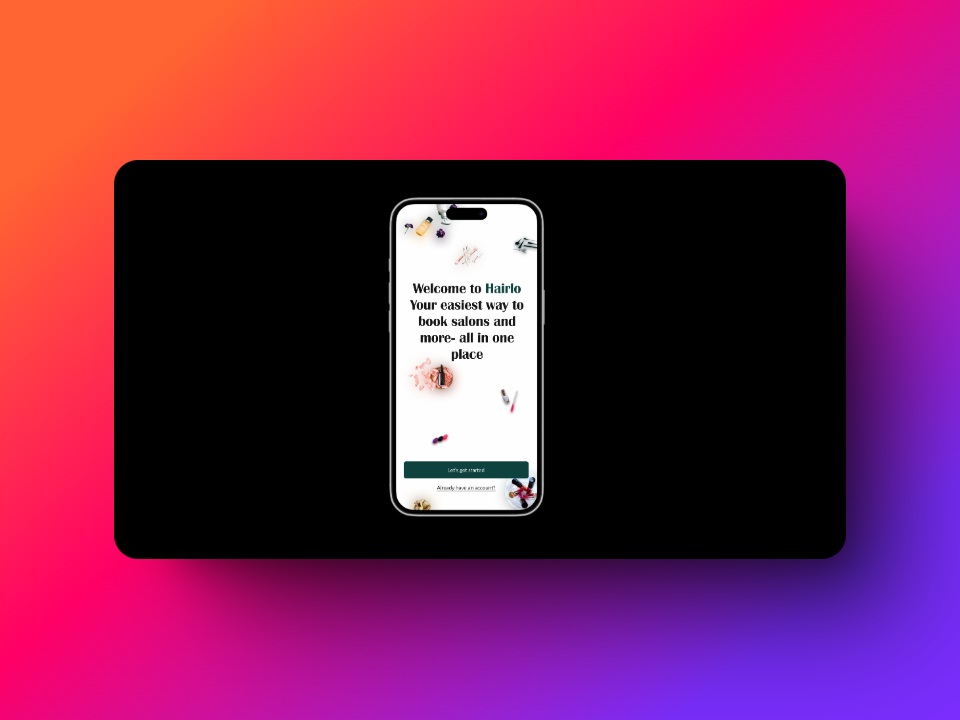 Welcome to Hairlo
Your easiest way to
book salons and
more- all in one
place
Let's get started
Already have an account?